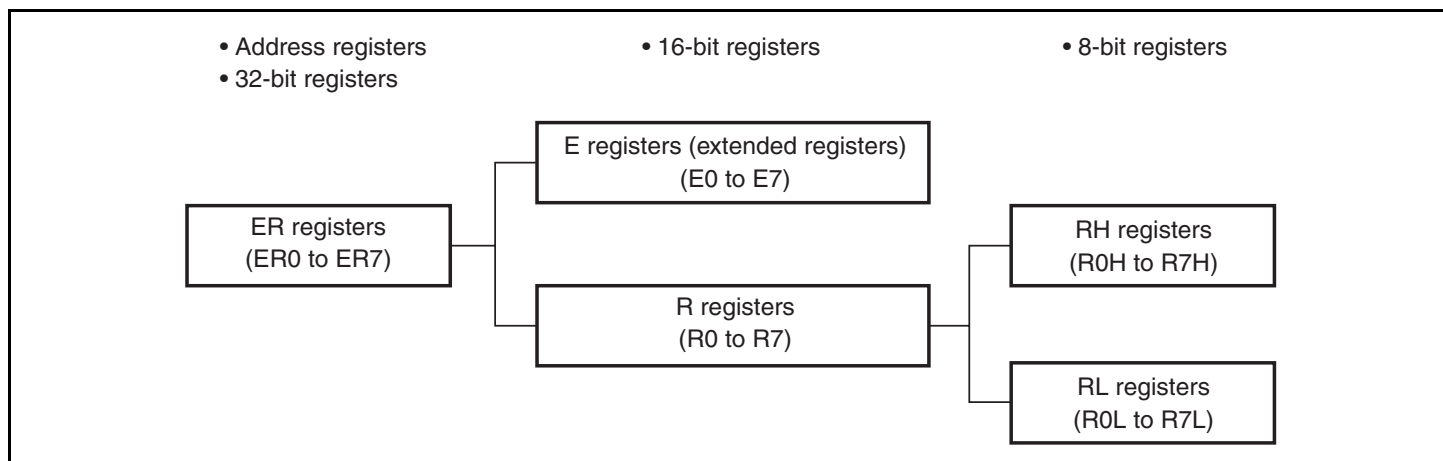 • Address registers
• 32-bit registers
• 16-bit registers
• 8-bit registers
E registers (extended registers)
(E0 to E7)
ER registers
(ER0 to ER7)
RH registers
(R0H to R7H)
R registers
(R0 to R7)
RL registers
(R0L to R7L)